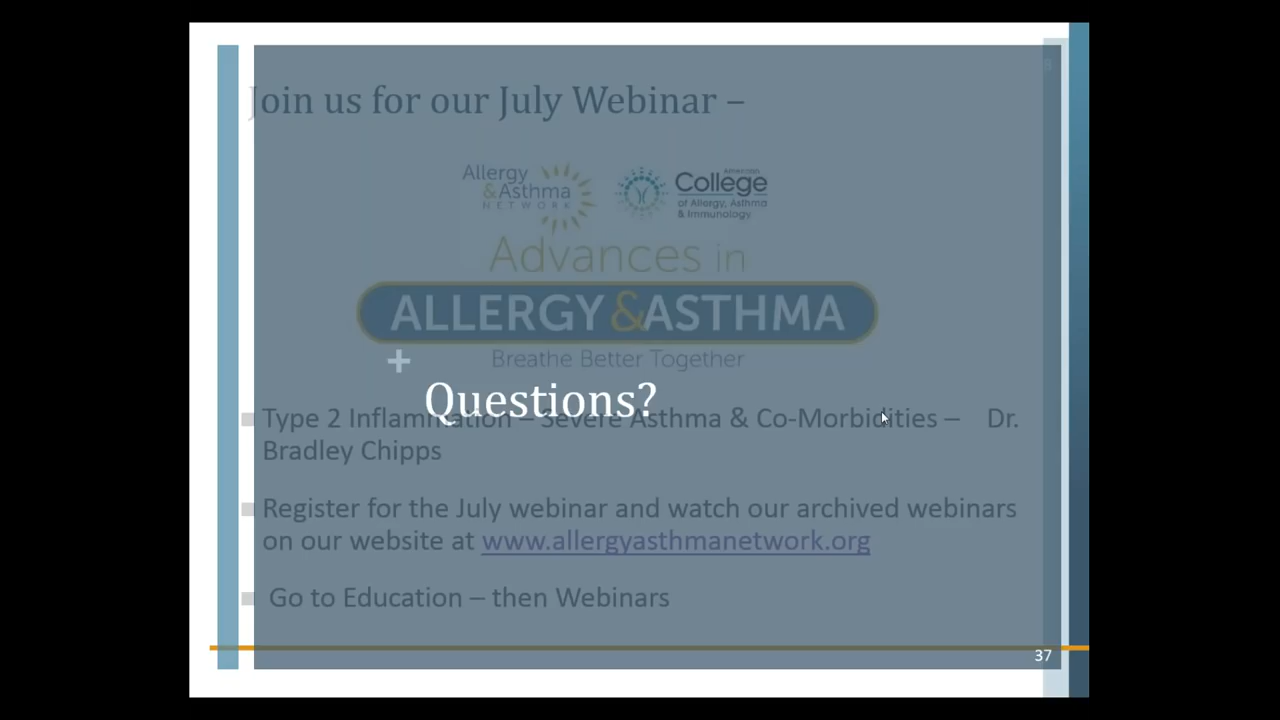 Join us for our July Webinar –
Allergy
&Asthma
NETWORK
American
College
of Allergy, Asthma
& Immunology
Advances in
ALLERGY&ASTHMA
Breathe Better Together
+
Questions?
Type 2 Inflammation – Severe Asthma & Co-Morbidities – Dr.
Bradley Chipps
Register for the July webinar and watch our archived webinars
on our website at www.allergyasthmanetwork.org
Go to Education – then Webinars
37